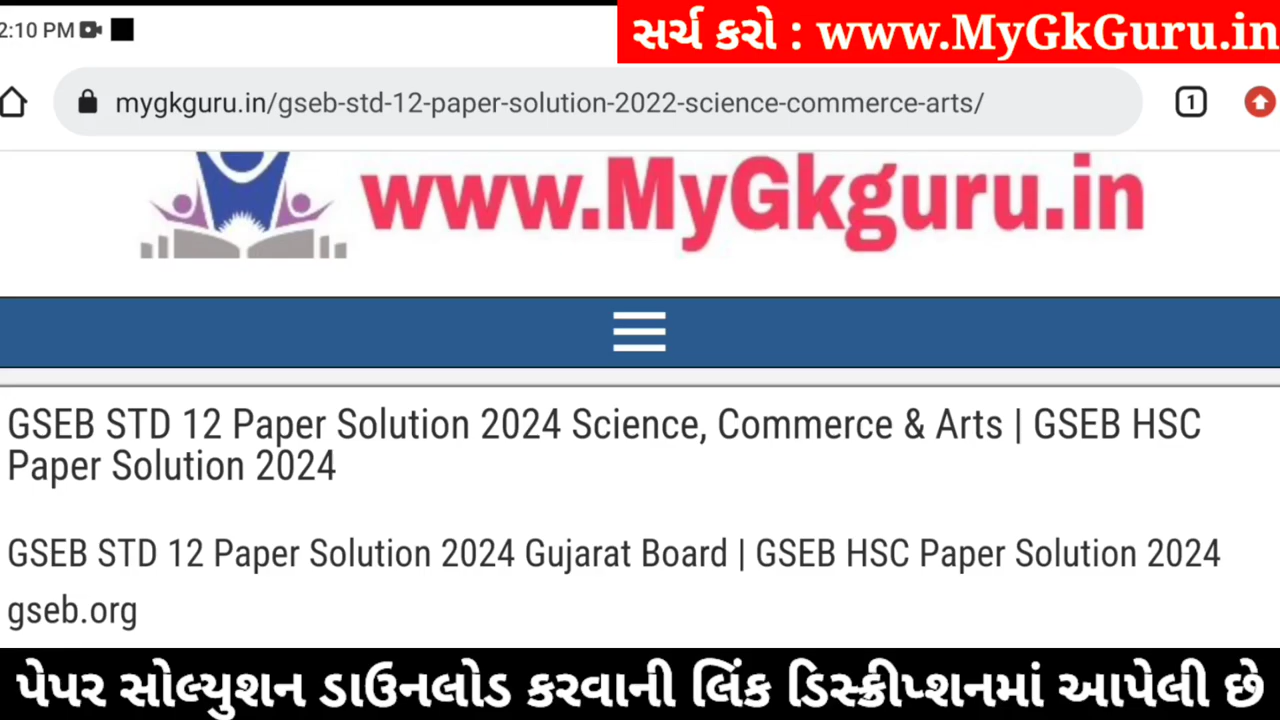 2:10 PM
સર્ચ કરો : www.MyGkGuru.in
mygkguru.in/gseb-std-12-paper-solution-2022-science-commerce-arts/
1
www.MyGkguru.in
GSEB STD 12 Paper Solution 2024 Science, Commerce & Arts | GSEB HSC
Paper Solution 2024
GSEB STD 12 Paper Solution 2024 Gujarat Board | GSEB HSC Paper Solution 2024
gseb.org
પેપર સોલ્યુશન ડાઉનલોડ કરવાની લિંક ડિસ્ક્રીપ્શનમાં આપેલી છે